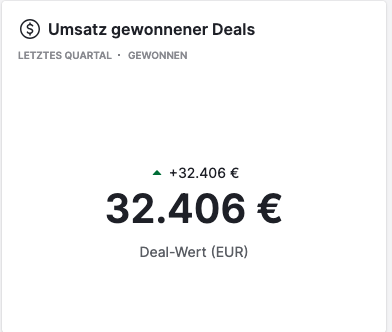 Umsatz gewonnener Deals
LETZTES QUARTAL · GEWONNEN
+32.406 €
32.406 €
Deal-Wert (EUR)